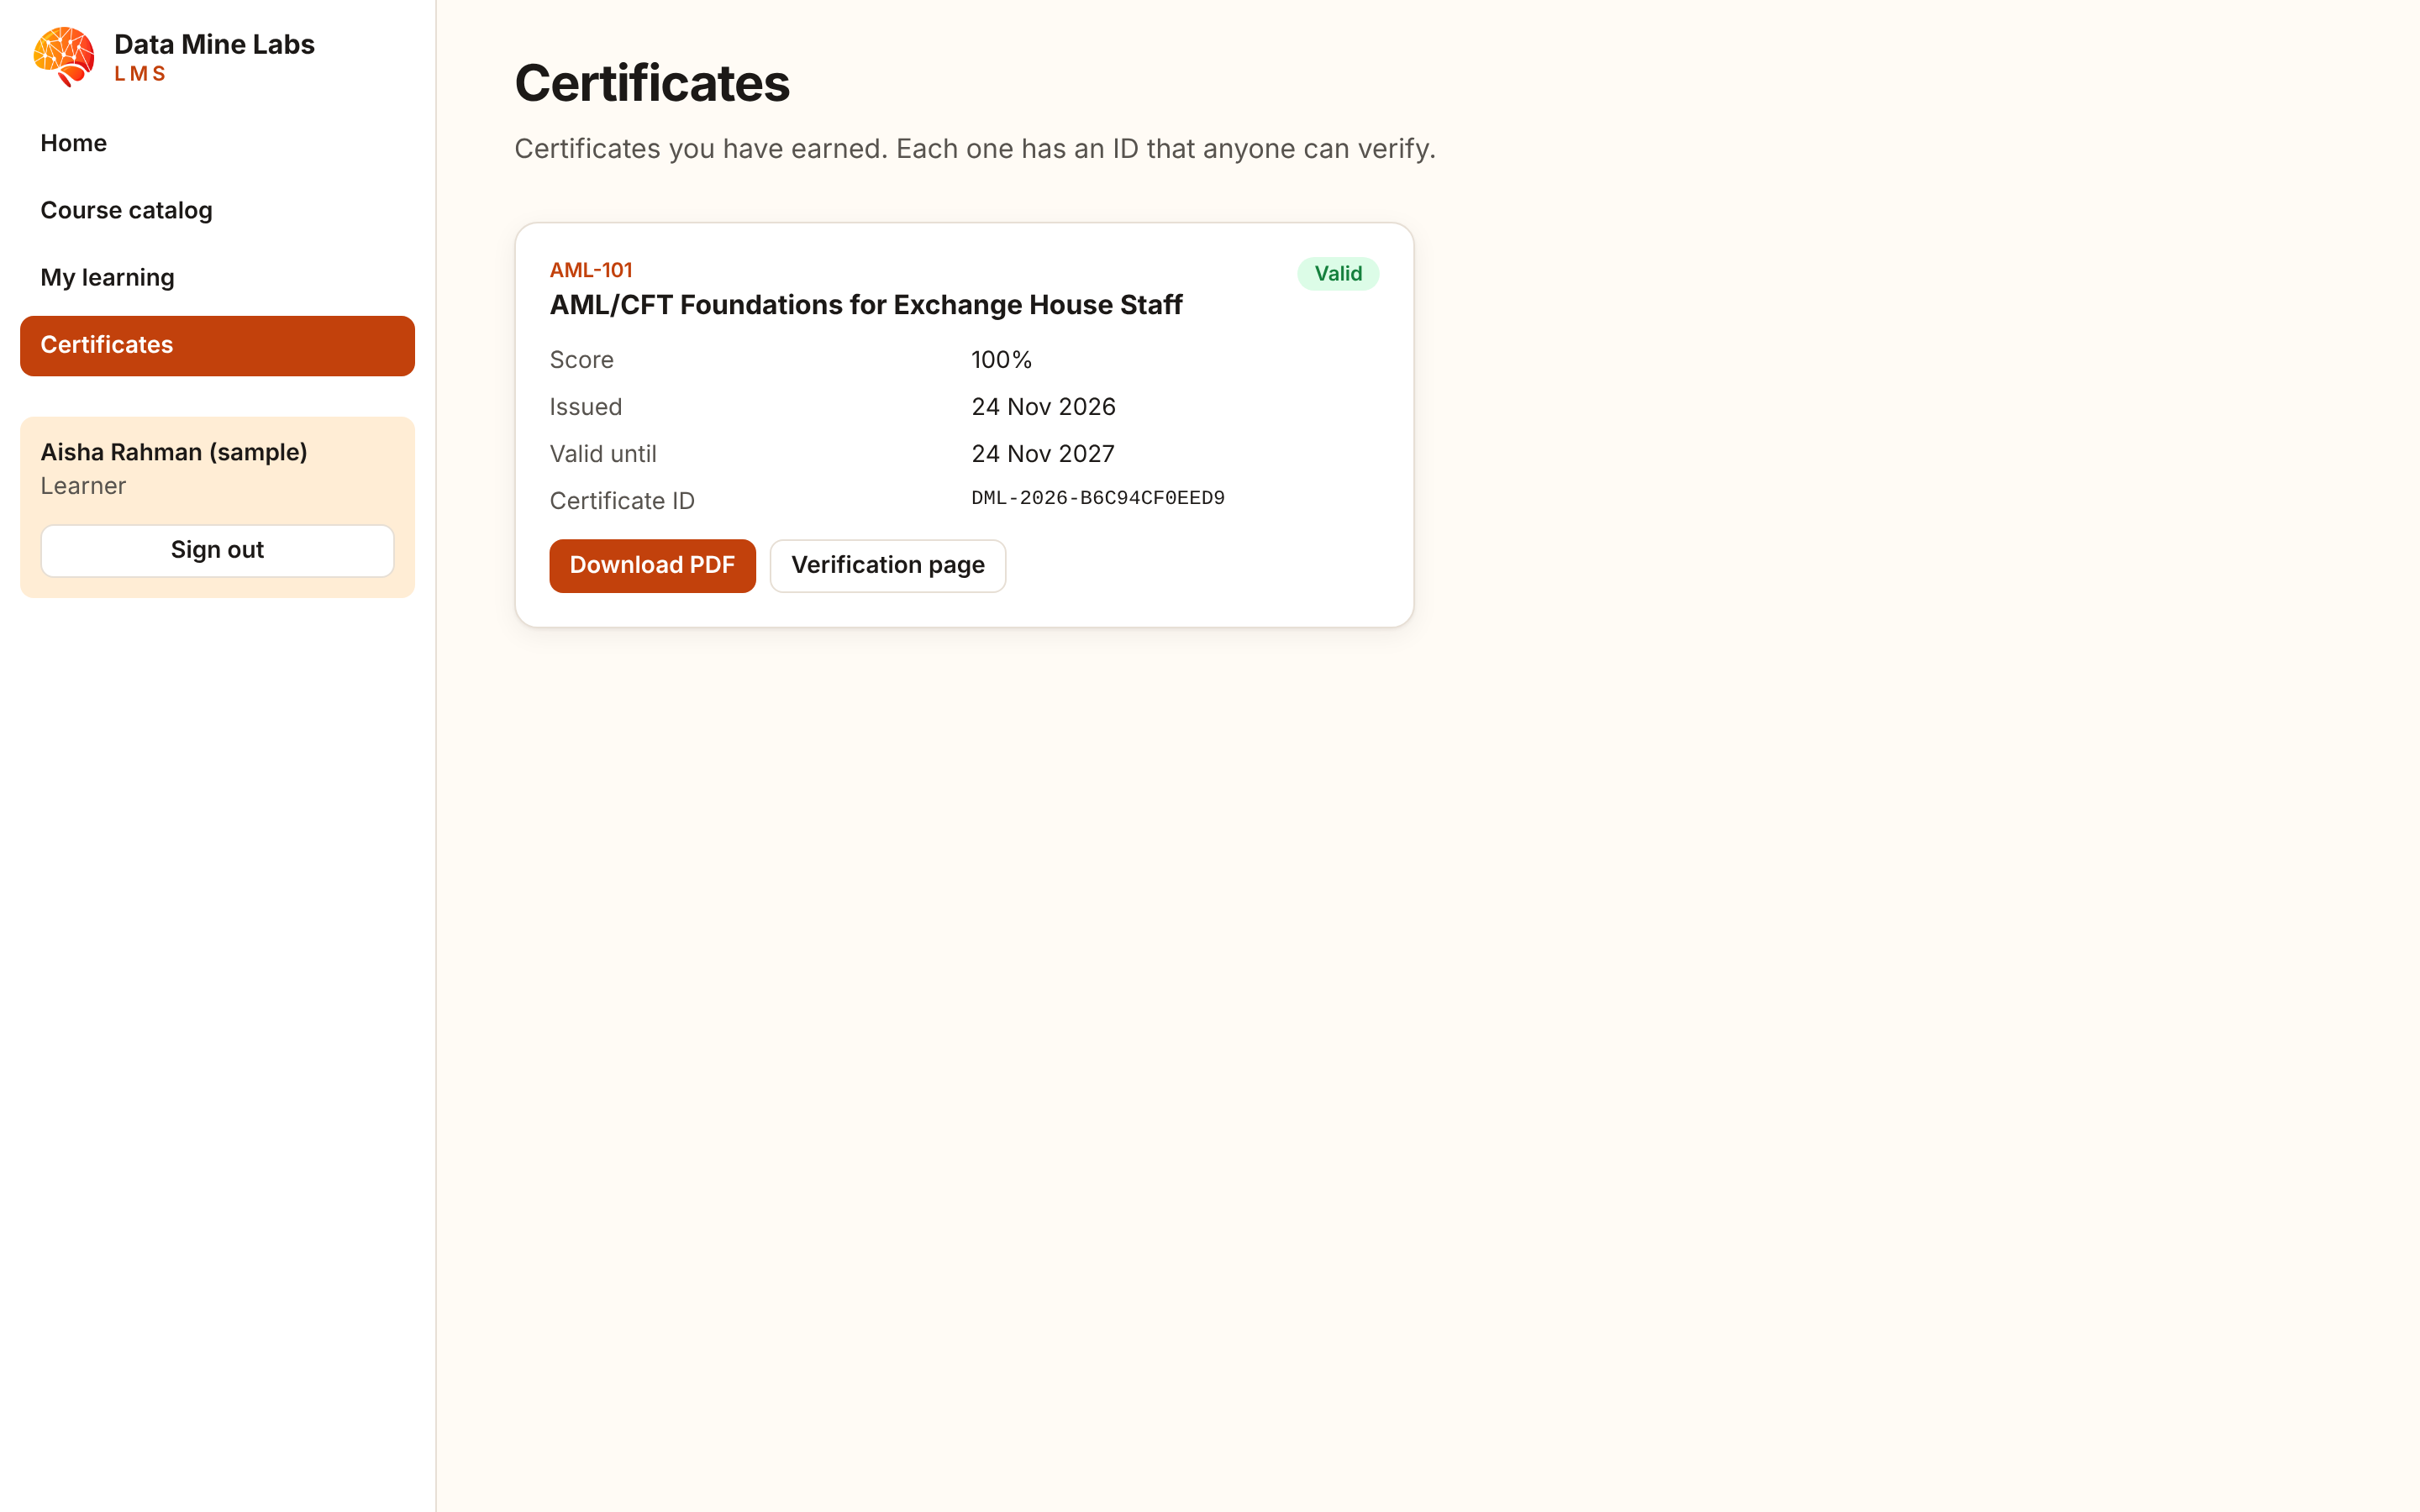 Data Mine Labs
LMS
Home
Course catalog
My learning
Certificates
Aisha Rahman (sample)
Learner
Sign out
Certificates
Certificates you have earned. Each one has an ID that anyone can verify.
AML-101
Valid
AML/CFT Foundations for Exchange House Staff
Score 100%
Issued 24 Nov 2026
Valid until 24 Nov 2027
Certificate ID DML-2026-B6C94CF0EED9
Download PDF Verification page